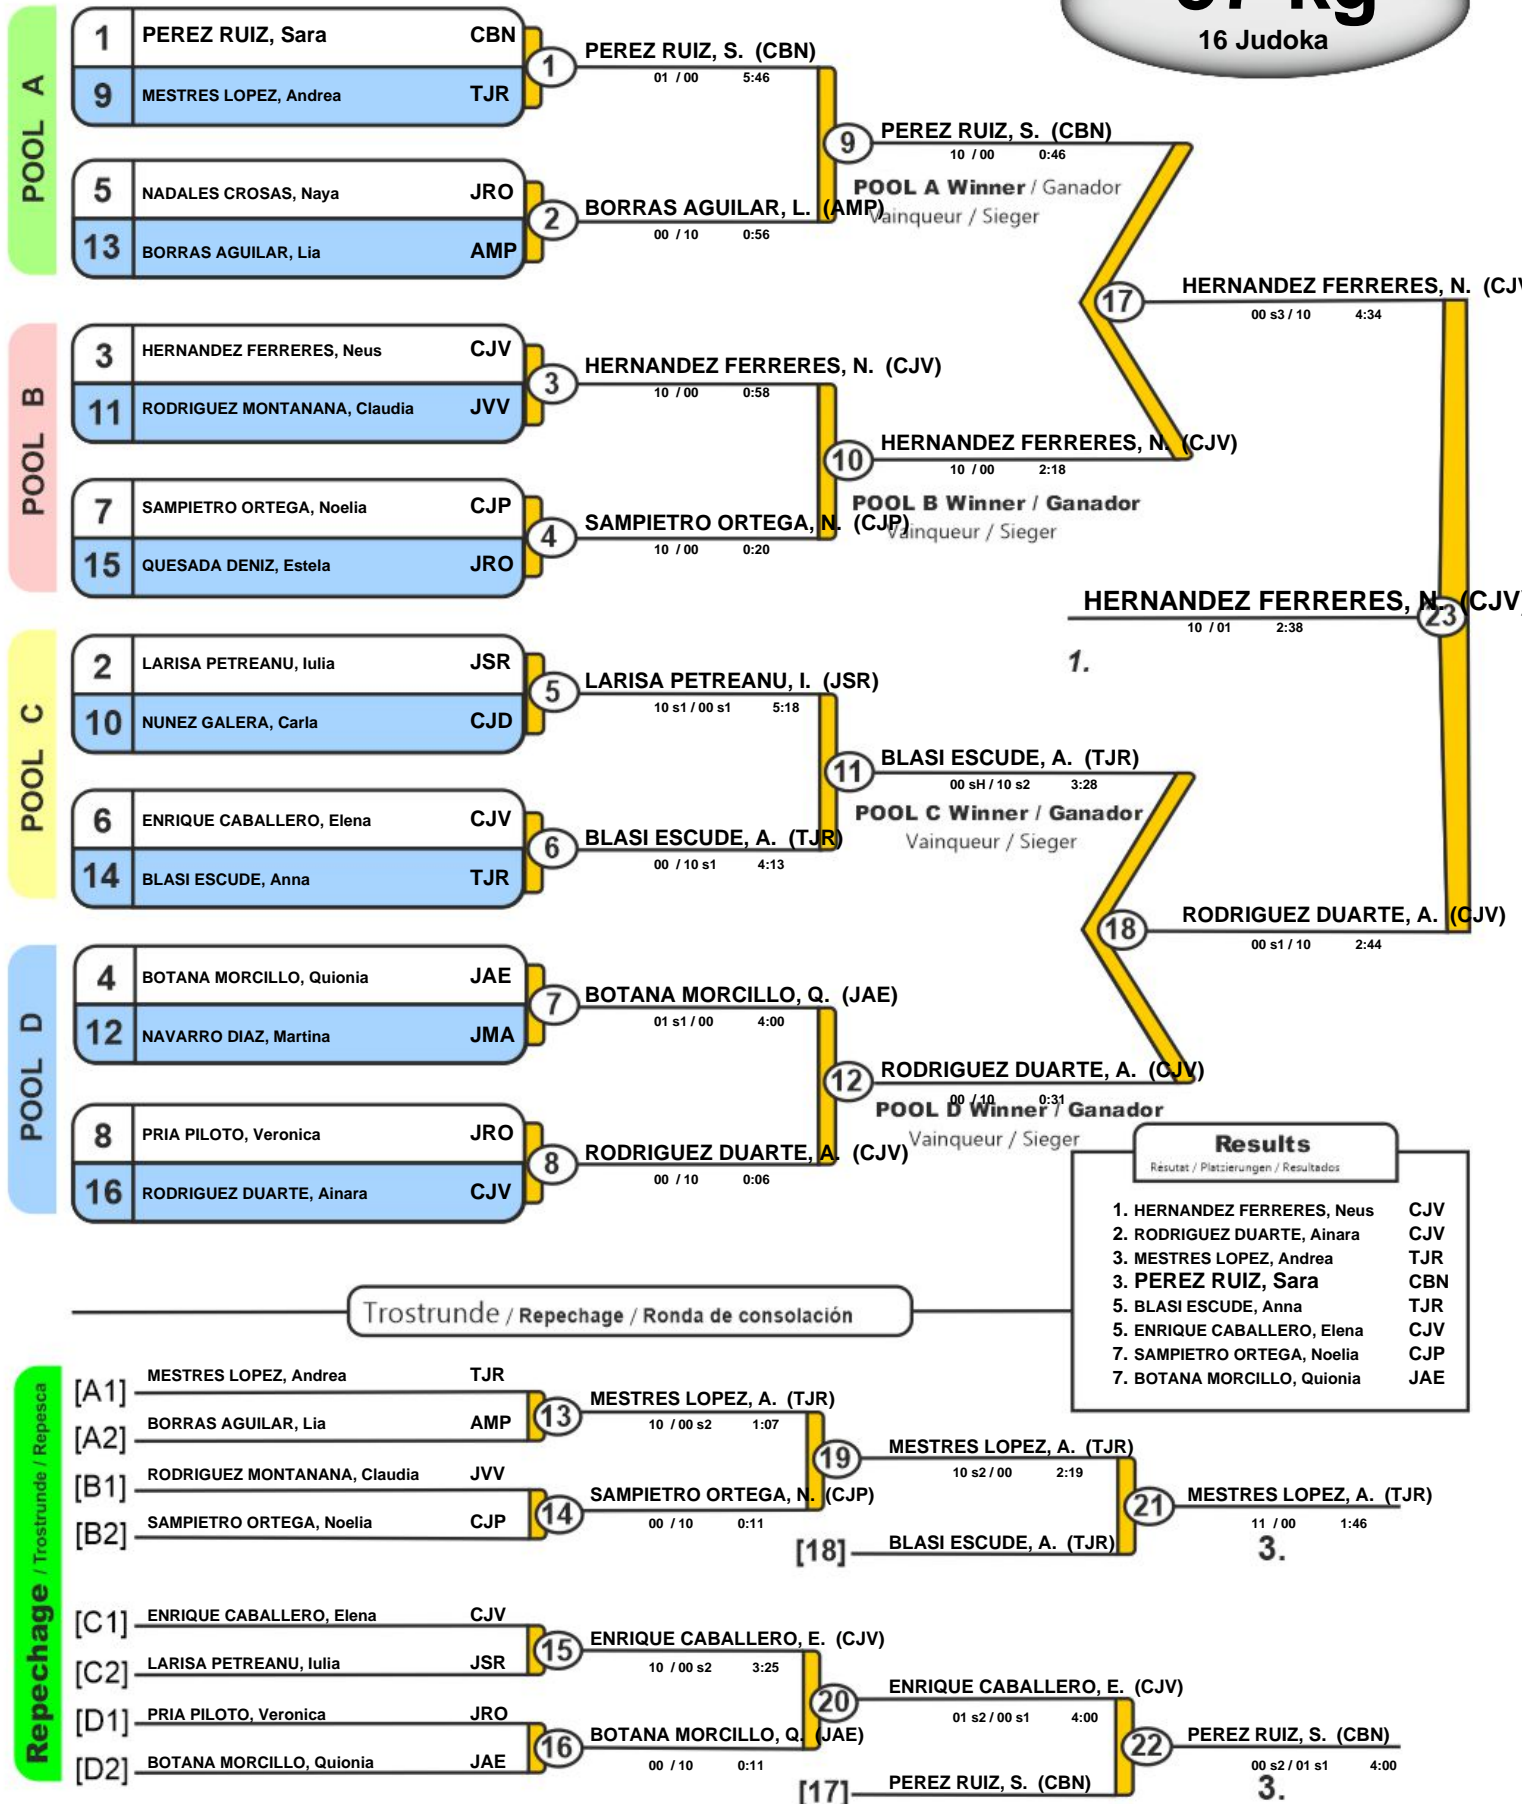 16 Judoka
POOL A
1 PEREZ RUIZ, Sara CBN
9 MESTRES LOPEZ, Andrea TJR
1 PEREZ RUIZ, S. (CBN)
01 / 00 5:46
5 NADALES CROSAS, Naya JRO
13 BORRAS AGUILAR, Lia AMP
2 BORRAS AGUILAR, L. (AMP)
00 / 10 0:56
9 PEREZ RUIZ, S. (CBN)
10 / 00 0:46
POOL A Winner / Ganador
Vainqueur / Sieger
POOL B
3 HERNANDEZ FERRERES, Neus CJV
11 RODRIGUEZ MONTANANA, Claudia JVV
3 HERNANDEZ FERRERES, N. (CJV)
10 / 00 0:58
7 SAMPIETRO ORTEGA, Noelia CJP
15 QUESADA DENIZ, Estela JRO
4 SAMPIETRO ORTEGA, N. (CJP)
10 / 00 0:20
10 HERNANDEZ FERRERES, N. (CJV)
10 / 00 2:18
POOL B Winner / Ganador
Vainqueur / Sieger
17 HERNANDEZ FERRERES, N.
00 s3 / 10 4:34
HERNANDEZ FERRERES, N. (CJV)
23
10 / 01 2:38
1.
POOL C
2 LARISA PETREANU, Iulia JSR
10 NUNEZ GALERA, Carla CJD
5 LARISA PETREANU, I. (JSR)
10 s1 / 00 s1 5:18
6 ENRIQUE CABALLERO, Elena CJV
14 BLASI ESCUDE, Anna TJR
6 BLASI ESCUDE, A. (TJR)
00 / 10 s1 4:13
11 BLASI ESCUDE, A. (TJR)
00 sH / 10 s2 3:28
POOL C Winner / Ganador
Vainqueur / Sieger
POOL D
4 BOTANA MORCILLO, Quionia JAE
12 NAVARRO DIAZ, Martina JMA
7 BOTANA MORCILLO, Q. (JAE)
01 s1 / 00 4:00
8 PRIA PILOTO, Veronica JRO
16 RODRIGUEZ DUARTE, Ainara CJV
8 RODRIGUEZ DUARTE, A. (CJV)
00 / 10 0:06
12 RODRIGUEZ DUARTE, A. (CJV)
00 / 10 0:31
POOL D Winner / Ganador
Vainqueur / Sieger
18 RODRIGUEZ DUARTE, A. (CJV)
00 s1 / 10 2:44
Results
Résutat / Platzierungen / Resultados
1. HERNANDEZ FERRERES, Neus CJV
2. RODRIGUEZ DUARTE, Ainara CJV
3. MESTRES LOPEZ, Andrea TJR
3. PEREZ RUIZ, Sara CBN
5. BLASI ESCUDE, Anna TJR
5. ENRIQUE CABALLERO, Elena CJV
7. SAMPIETRO ORTEGA, Noelia CJP
7. BOTANA MORCILLO, Quionia JAE
Trostrunde / Repechage / Ronda de consolación
Repechage / Trostrunde / Repesca
[A1] MESTRES LOPEZ, Andrea TJR
[A2] BORRAS AGUILAR, Lia AMP
13 MESTRES LOPEZ, A. (TJR)
10 / 00 s2 1:07
[B1] RODRIGUEZ MONTANANA, Claudia JVV
[B2] SAMPIETRO ORTEGA, Noelia CJP
14 SAMPIETRO ORTEGA, N. (CJP)
00 / 10 0:11
19 MESTRES LOPEZ, A. (TJR)
10 s2 / 00 2:19
[18] BLASI ESCUDE, A. (TJR)
21 MESTRES LOPEZ, A. (TJR)
11 / 00 1:46
3.
[C1] ENRIQUE CABALLERO, Elena CJV
[C2] LARISA PETREANU, Iulia JSR
15 ENRIQUE CABALLERO, E. (CJV)
10 / 00 s2 3:25
[D1] PRIA PILOTO, Veronica JRO
[D2] BOTANA MORCILLO, Quionia JAE
16 BOTANA MORCILLO, Q. (JAE)
00 / 10 0:11
20 ENRIQUE CABALLERO, E. (CJV)
01 s2 / 00 s1 4:00
[17] PEREZ RUIZ, S. (CBN)
22 PEREZ RUIZ, S. (CBN)
00 s2 / 01 s1 4:00
3.